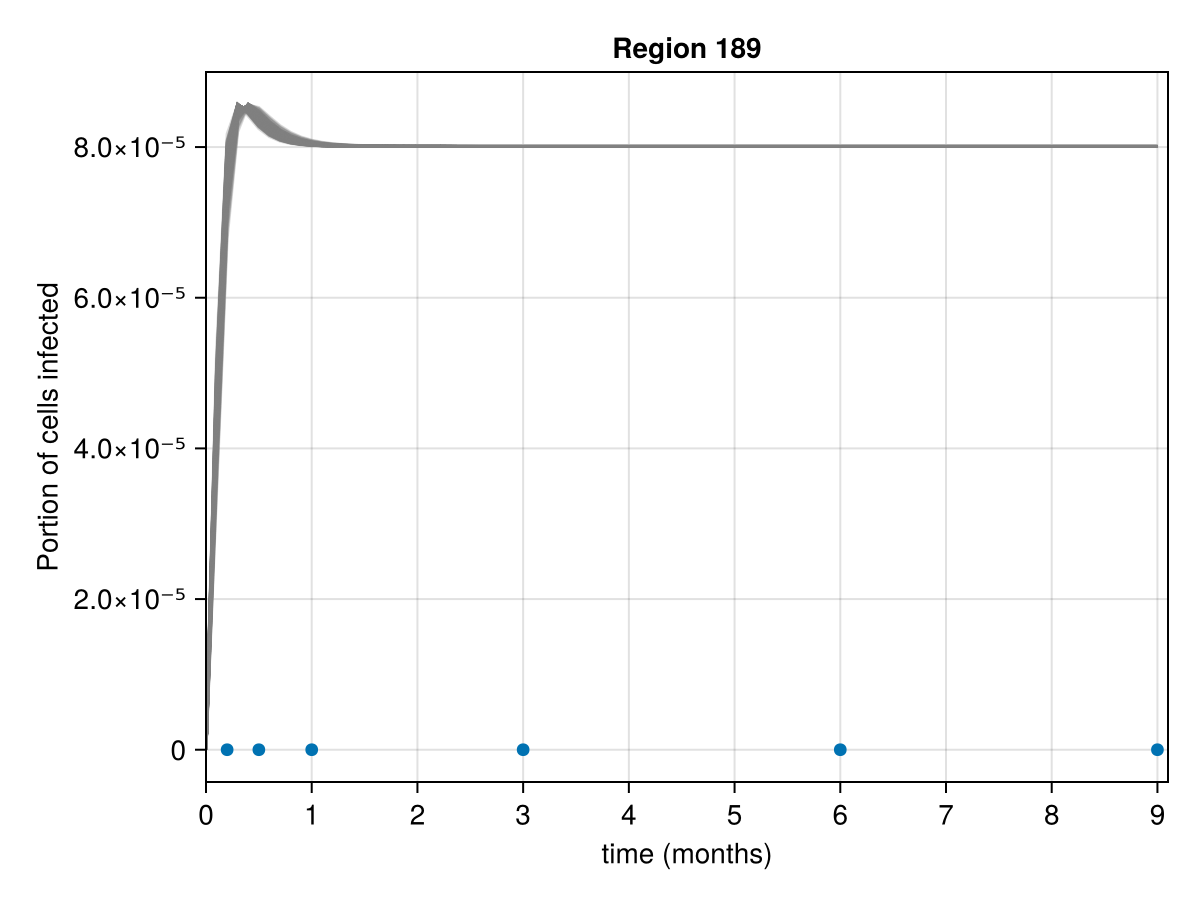 Region 189
Portion of cells infected
8.0×10⁻⁵
6.0×10⁻⁵
4.0×10⁻⁵
2.0×10⁻⁵
0
0 1 2 3 4 5 6 7 8 9
time (months)